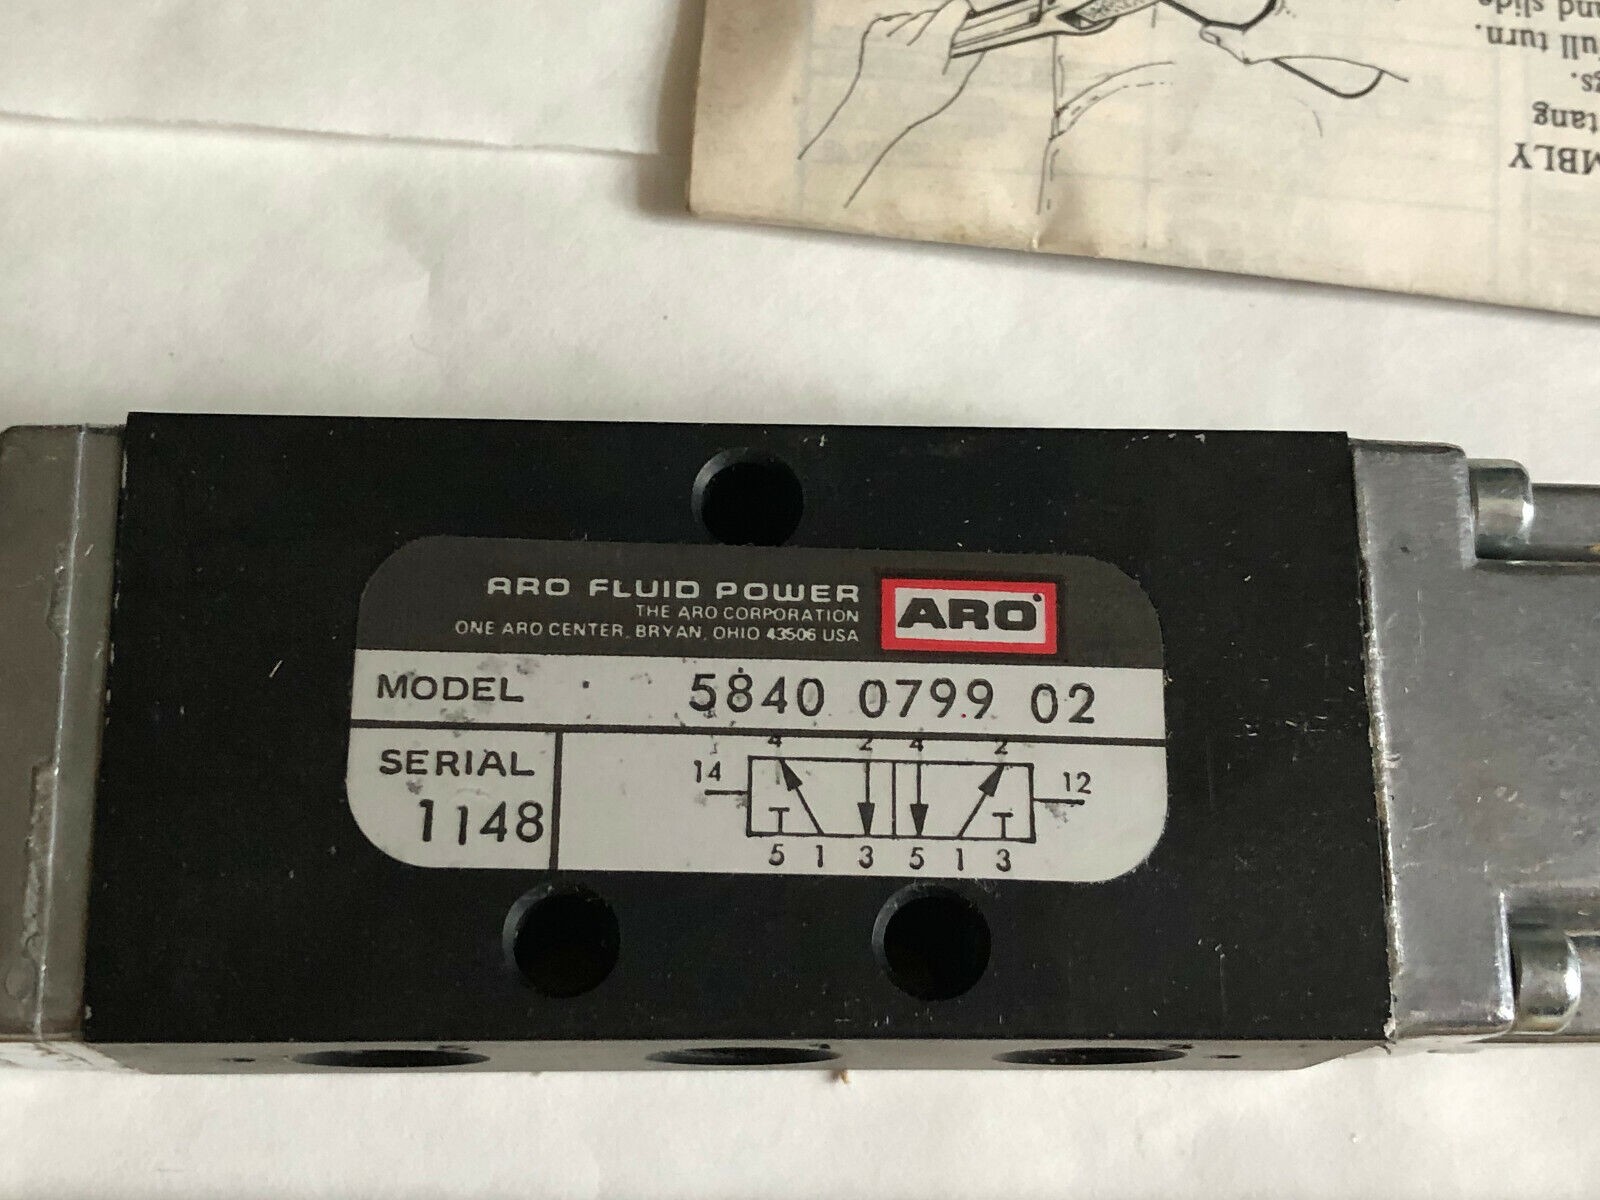 and slide
full turn.
gs.
tang
MBLY
ARO FLUID POWER
THE ARO CORPORATION
ONE ARO CENTER, BRYAN, OHIO 43506 USA
ARO
MODEL 5840 0799 02
SERIAL
1148
4 2 4 2
14 12
5 1 3 5 1 3